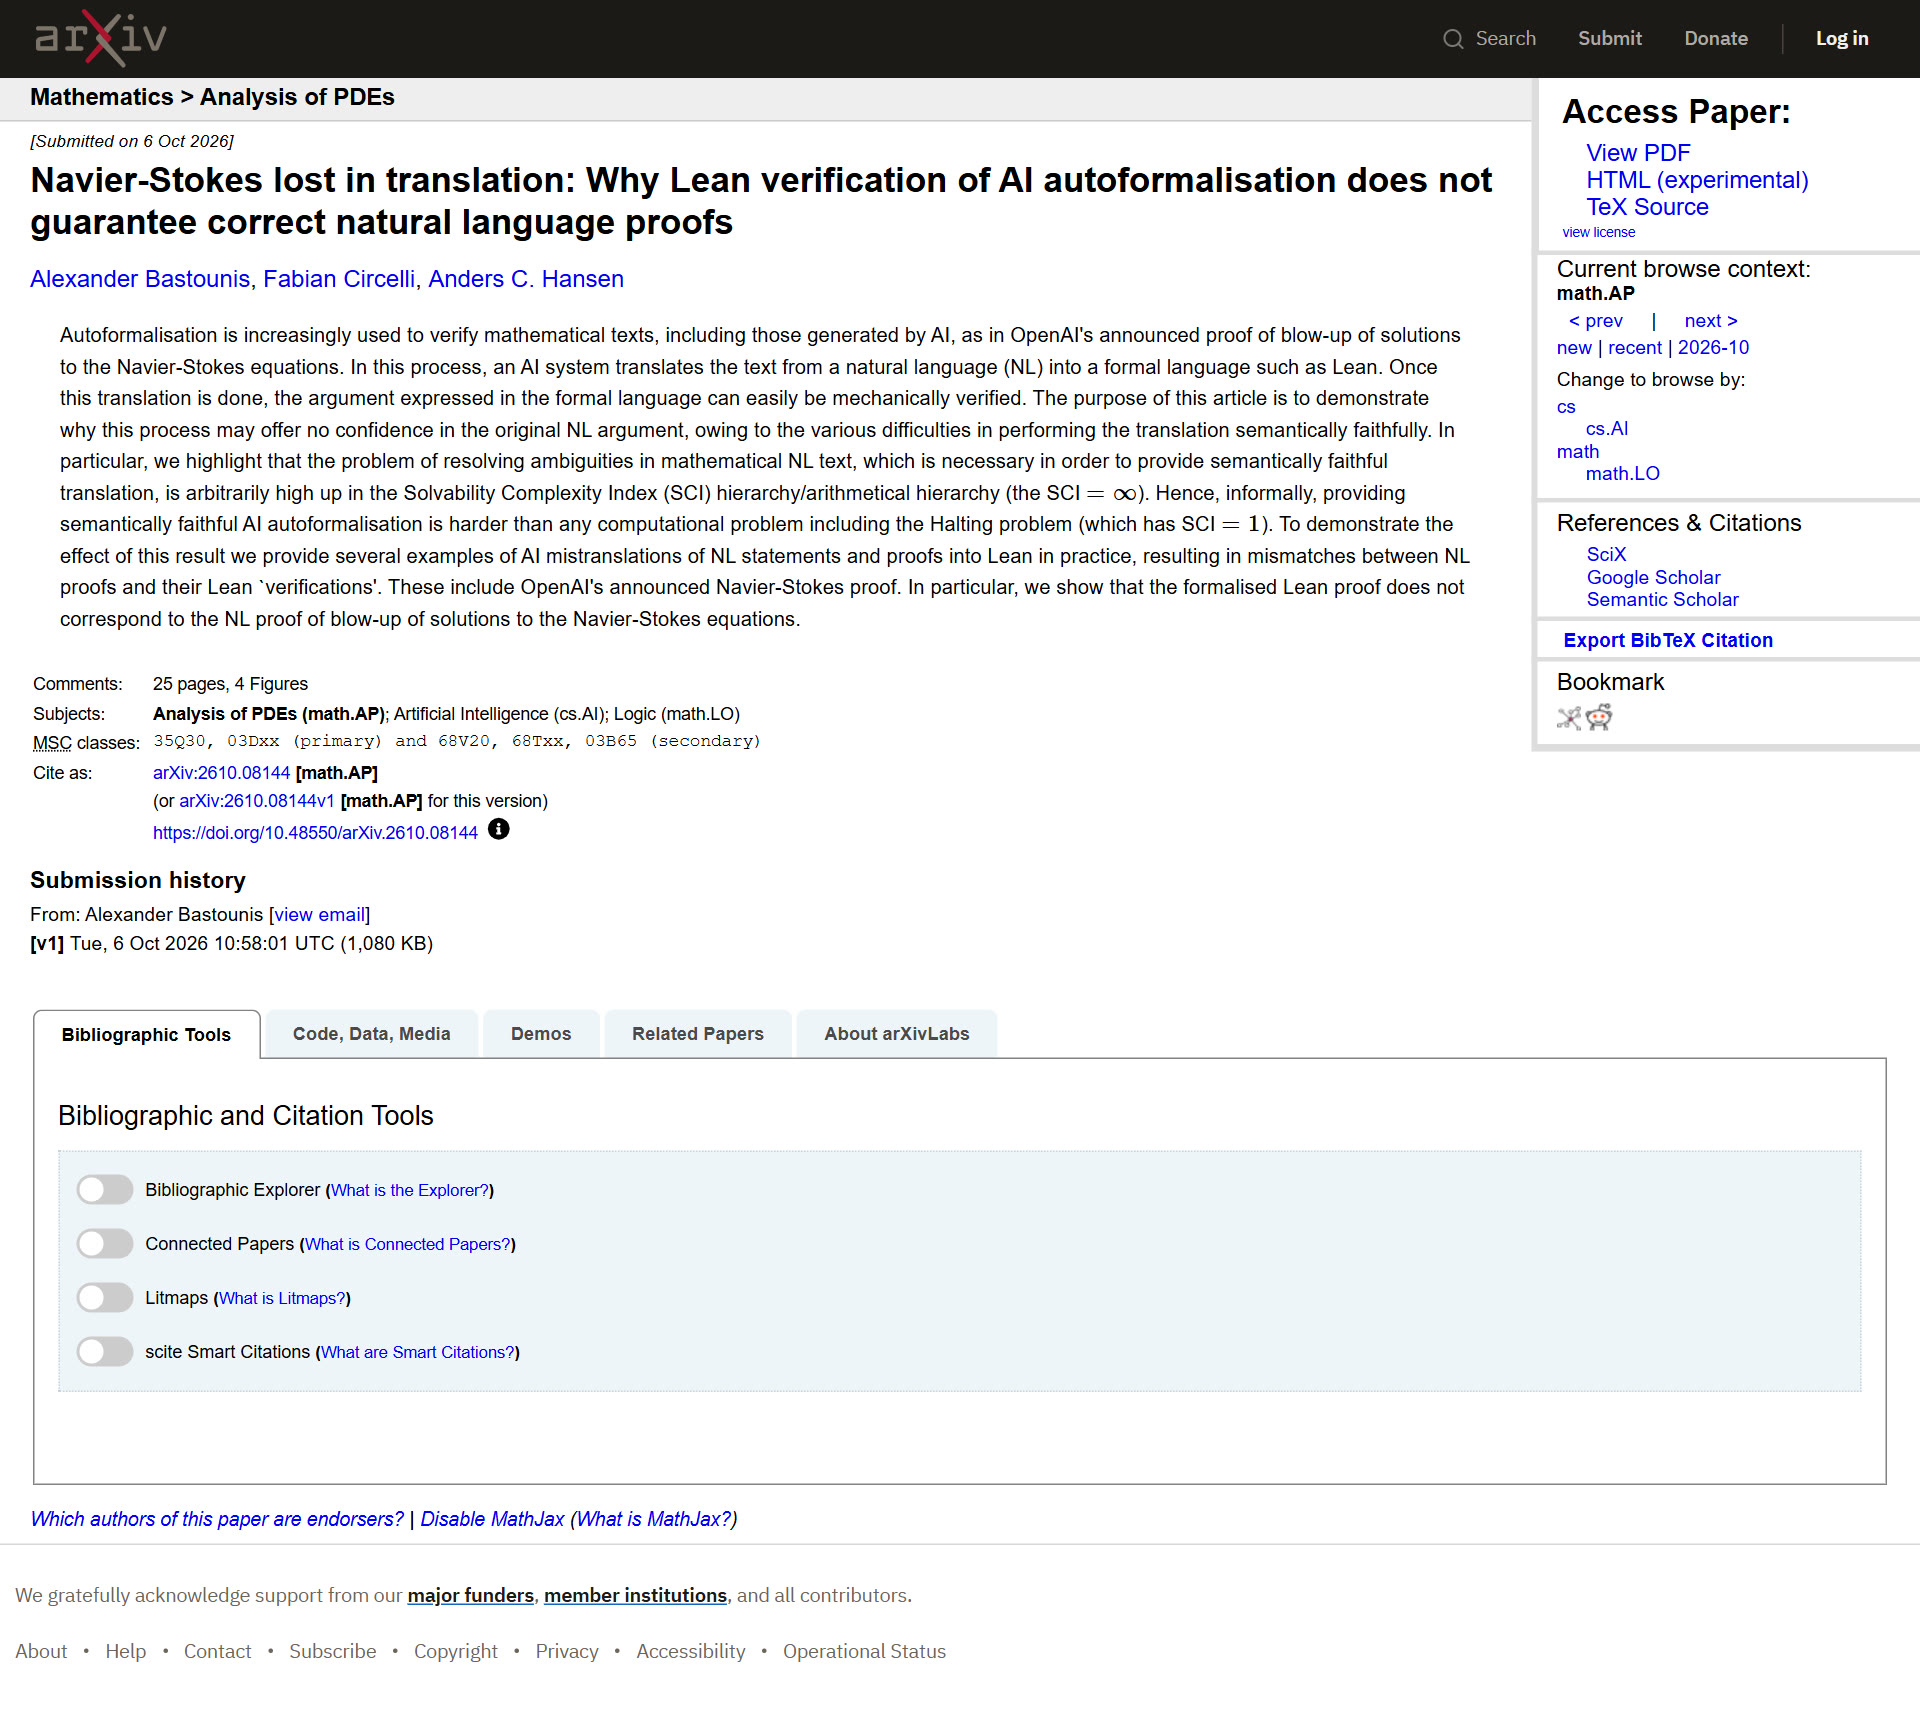 arXiv
Search Submit Donate Log in
Mathematics > Analysis of PDEs
[Submitted on 6 Oct 2026]
Navier-Stokes lost in translation: Why Lean verification of AI autoformalisation does not
guarantee correct natural language proofs
Alexander Bastounis, Fabian Circelli, Anders C. Hansen
Autoformalisation is increasingly used to verify mathematical texts, including those generated by AI, as in OpenAI's announced proof of blow-up of solutions
to the Navier-Stokes equations. In this process, an AI system translates the text from a natural language (NL) into a formal language such as Lean. Once
this translation is done, the argument expressed in the formal language can easily be mechanically verified. The purpose of this article is to demonstrate
why this process may offer no confidence in the original NL argument, owing to the various difficulties in performing the translation semantically faithfully. In
particular, we highlight that the problem of resolving ambiguities in mathematical NL text, which is necessary in order to provide semantically faithful
translation, is arbitrarily high up in the Solvability Complexity Index (SCI) hierarchy/arithmetical hierarchy (the SCI = ∞). Hence, informally, providing
semantically faithful AI autoformalisation is harder than any computational problem including the Halting problem (which has SCI = 1). To demonstrate the
effect of this result we provide several examples of AI mistranslations of NL statements and proofs into Lean in practice, resulting in mismatches between NL
proofs and their Lean `verifications'. These include OpenAI's announced Navier-Stokes proof. In particular, we show that the formalised Lean proof does not
correspond to the NL proof of blow-up of solutions to the Navier-Stokes equations.
Comments: 25 pages, 4 Figures
Subjects: Analysis of PDEs (math.AP); Artificial Intelligence (cs.AI); Logic (math.LO)
MSC classes: 35Q30, 03Dxx (primary) and 68V20, 68Txx, 03B65 (secondary)
Cite as: arXiv:2610.08144 [math.AP]
(or arXiv:2610.08144v1 [math.AP] for this version)
https://doi.org/10.48550/arXiv.2610.08144
Submission history
From: Alexander Bastounis [view email]
[v1] Tue, 6 Oct 2026 10:58:01 UTC (1,080 KB)
Access Paper:
View PDF
HTML (experimental)
TeX Source
view license
Current browse context:
math.AP
< prev | next >
new | recent | 2026-10
Change to browse by:
cs
cs.AI
math
math.LO
References & Citations
SciX
Google Scholar
Semantic Scholar
Export BibTeX Citation
Bookmark
Bibliographic Tools Code, Data, Media Demos Related Papers About arXivLabs
Bibliographic and Citation Tools
Bibliographic Explorer (What is the Explorer?)
Connected Papers (What is Connected Papers?)
Litmaps (What is Litmaps?)
scite Smart Citations (What are Smart Citations?)
Which authors of this paper are endorsers? | Disable MathJax (What is MathJax?)
We gratefully acknowledge support from our major funders, member institutions, and all contributors.
About • Help • Contact • Subscribe • Copyright • Privacy • Accessibility • Operational Status